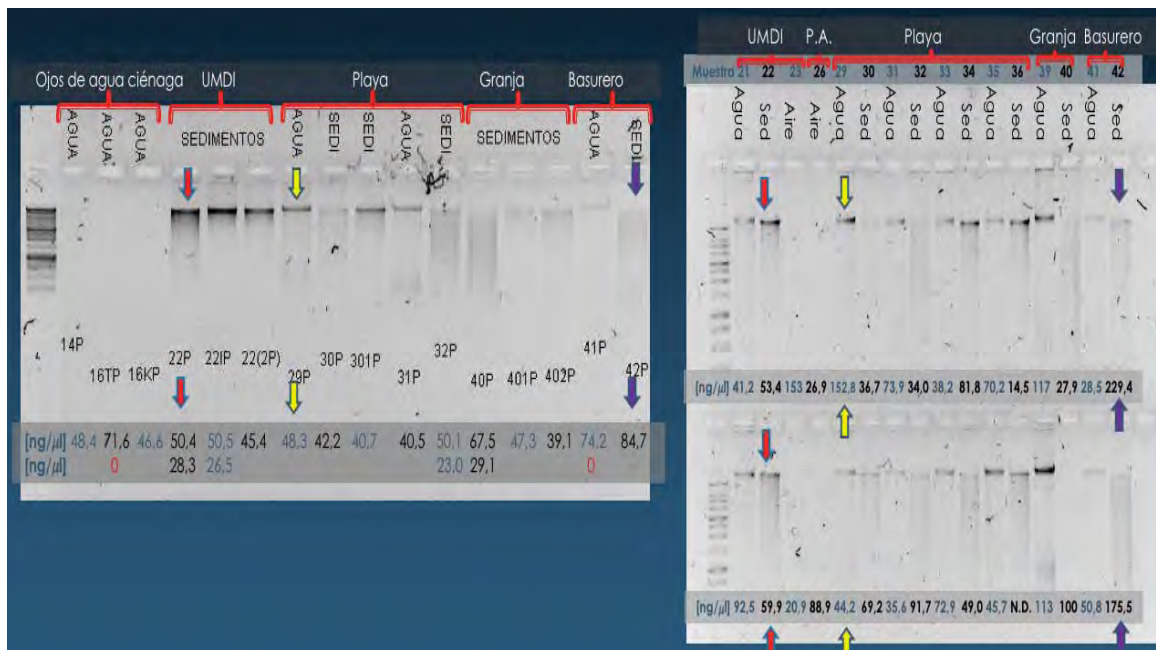 Ojos de agua ciénaga UMDI Playa Granja Basurero
AGUA AGUA AGUA SEDIMENTOS AGUA SEDI SEDI AGUA SEDI SEDIMENTOS AGUA SEDI
14P 16TP 16KP 22P 22IP 22(2P) 29P 30P 301P 31P 32P 40P 401P 402P 41P 42P
[ng/µl] 48,4 71,6 46,6 50,4 50,5 45,4 48,3 42,2 40,7 40,5 50,1 67,5 47,3 39,1 74,2 84,7
[ng/µl] 0 28,3 26,5 23,0 29,1 0
UMDI P.A. Playa Granja Basurero
Muestra 21 22 23 26 29 30 31 32 33 34 35 36 39 40 41 42
Agua Sed Aire Aire Agua Sed Agua Sed Agua Sed Agua Sed Agua Sed Agua Sed
[ng/µl] 41,2 53,4 153 26,9 152,8 36,7 73,9 34,0 38,2 81,8 70,2 14,5 117 27,9 28,5 229,4
[ng/µl] 92,5 59,9 20,9 88,9 44,2 69,2 35,6 91,7 72,9 49,0 45,7 N.D. 113 100 50,8 175,5